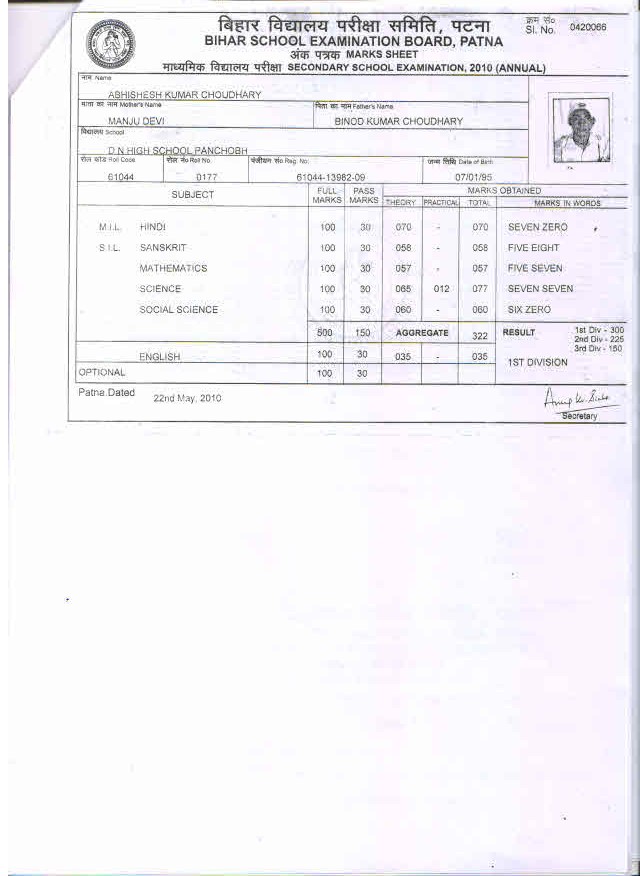 बिहार विद्यालय परीक्षा समिति, पटना
क्रम सं० Sl. No. 0420066
BIHAR SCHOOL EXAMINATION BOARD, PATNA
अंक पत्रक MARKS SHEET
माध्यमिक विद्यालय परीक्षा SECONDARY SCHOOL EXAMINATION, 2010 (ANNUAL)
नाम Name
ABHISHESH KUMAR CHOUDHARY
माता का नाम Mother's Name पिता का नाम Father's Name
MANJU DEVI BINOD KUMAR CHOUDHARY
विद्यालय School
D N HIGH SCHOOL PANCHOBH
रोल कोड Roll Code रोल नं० Roll No. पंजीयन सं० Reg. No. जन्म तिथि Date of Birth
61044 0177 61044-13982-09 07/01/95
SUBJECT FULL MARKS PASS MARKS MARKS OBTAINED
THEORY PRACTICAL TOTAL MARKS IN WORDS
M.I.L. HINDI 100 30 070 - 070 SEVEN ZERO
S.I.L. SANSKRIT 100 30 058 - 058 FIVE EIGHT
MATHEMATICS 100 30 057 - 057 FIVE SEVEN
SCIENCE 100 30 065 012 077 SEVEN SEVEN
SOCIAL SCIENCE 100 30 060 - 060 SIX ZERO
500 150 AGGREGATE 322 RESULT 1st Div - 300
2nd Div - 225
3rd Div - 150
ENGLISH 100 30 035 - 035 1ST DIVISION
OPTIONAL 100 30
Patna.Dated 22nd May, 2010
Secretary